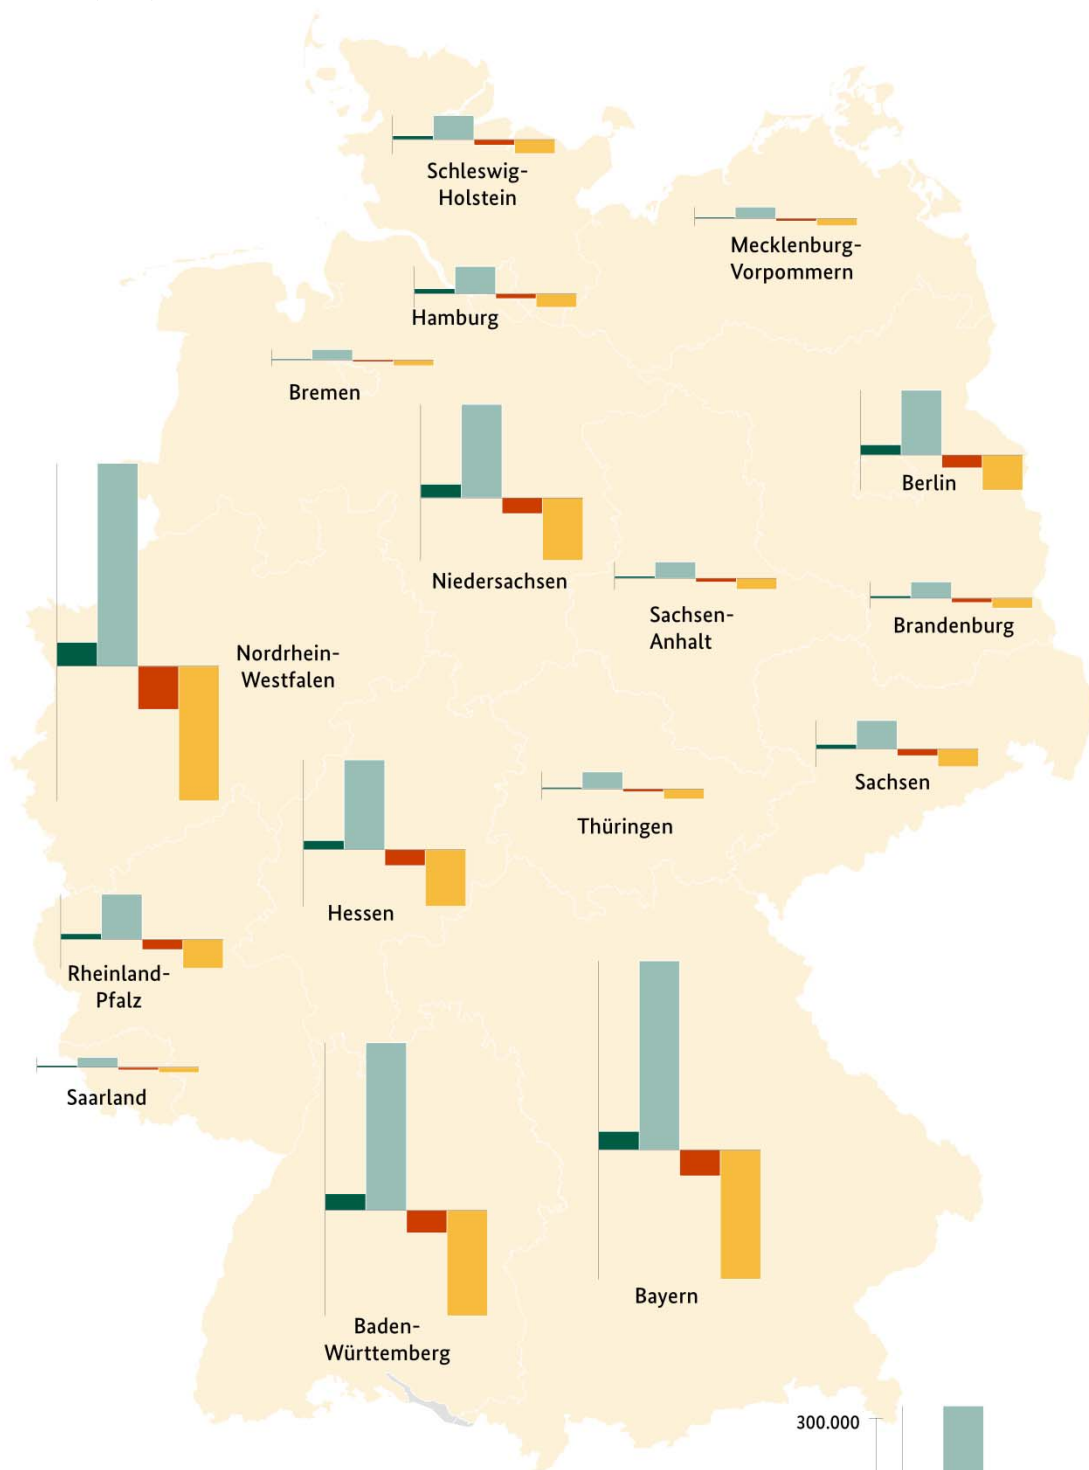 Schleswig-
Holstein
Mecklenburg-
Vorpommern
Hamburg
Bremen
Berlin
Niedersachsen
Sachsen-
Anhalt
Brandenburg
Nordrhein-
Westfalen
Sachsen
Thüringen
Hessen
Rheinland-
Pfalz
Saarland
Bayern
Baden-
Württemberg
300.000